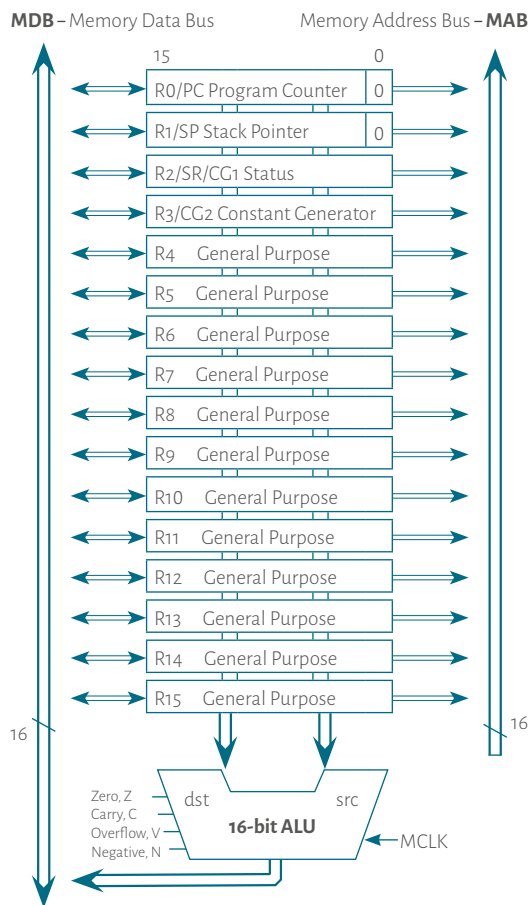 MDB – Memory Data Bus Memory Address Bus – MAB
15 0
R0/PC Program Counter 0
R1/SP Stack Pointer 0
R2/SR/CG1 Status
R3/CG2 Constant Generator
R4 General Purpose
R5 General Purpose
R6 General Purpose
R7 General Purpose
R8 General Purpose
R9 General Purpose
R10 General Purpose
R11 General Purpose
R12 General Purpose
R13 General Purpose
R14 General Purpose
R15 General Purpose
16 16
Zero, Z dst src
Carry, C
16-bit ALU
Overflow, V
MCLK
Negative, N